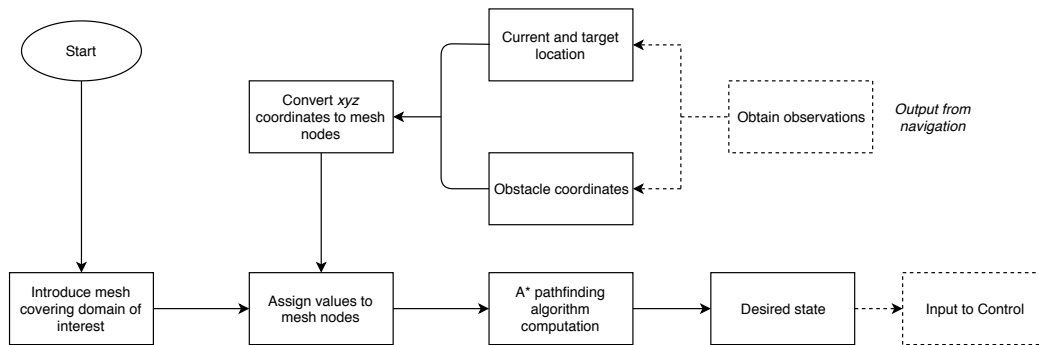 Start
Current and target
location
Convert xyz
coordinates to mesh
nodes
Obtain observations
Output from
navigation
Obstacle coordinates
Introduce mesh
covering domain of
interest
Assign values to
mesh nodes
A* pathfinding
algorithm
computation
Desired state
Input to Control